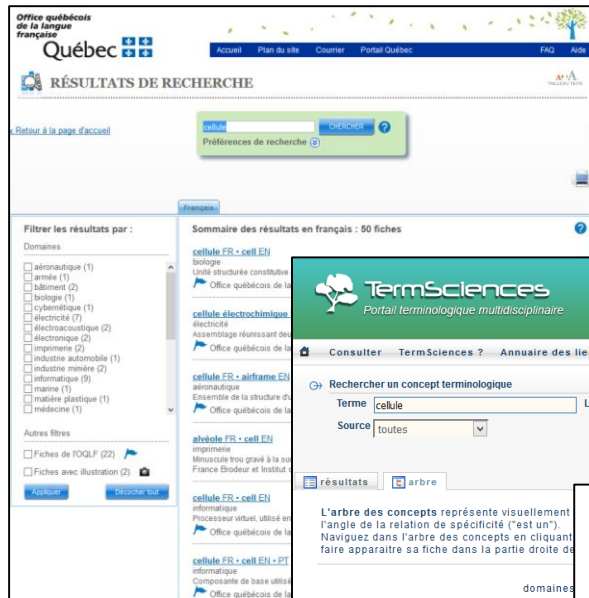 Office québécois
de la langue
française
Québec
Accueil Plan du site Courrier Portail Québec FAQ Aide
RÉSULTATS DE RECHERCHE
< Retour à la page d'accueil
cellule CHERCHER ?
Préférences de recherche
Français
Filtrer les résultats par :
Domaines
aéronautique (1)
armée (1)
bâtiment (2)
biologie (1)
cybernétique (1)
électricité (7)
électroacoustique (2)
électronique (2)
imprimerie (2)
industrie automobile (1)
industrie minière (2)
informatique (9)
marine (1)
matière plastique (1)
médecine (1)
Autres filtres
Fiches de l'OQLF (22)
Fiches avec illustration (2)
Appliquer Décocher tout
Sommaire des résultats en français : 50 fiches ?
cellule FR • cell EN
biologie
Unité structurée constitutive
Office québécois de la
cellule électrochimique
électricité
Assemblage réunissant
Office québécois de la
cellule FR • airframe EN
aéronautique
Ensemble de la structure
Office québécois de la
alvéole FR • cell EN
imprimerie
Minuscule trou gravé à la
France Brodeur et Institut
cellule FR • cell EN
informatique
Processeur virtuel, utilisé en
Office québécois de la
cellule FR • cell EN • PT
informatique
Composante de base utilisé
Office québécois de la
TermSciences
Portail terminologique multidisciplinaire
Consulter TermSciences ? Annuaire des lie
Rechercher un concept terminologique
Terme cellule L
Source toutes
résultats arbre
L'arbre des concepts représente visuellement
l'angle de la relation de spécificité ("est un").
Naviguez dans l'arbre des concepts en cliquant
faire apparaitre sa fiche dans la partie droite de
domaines